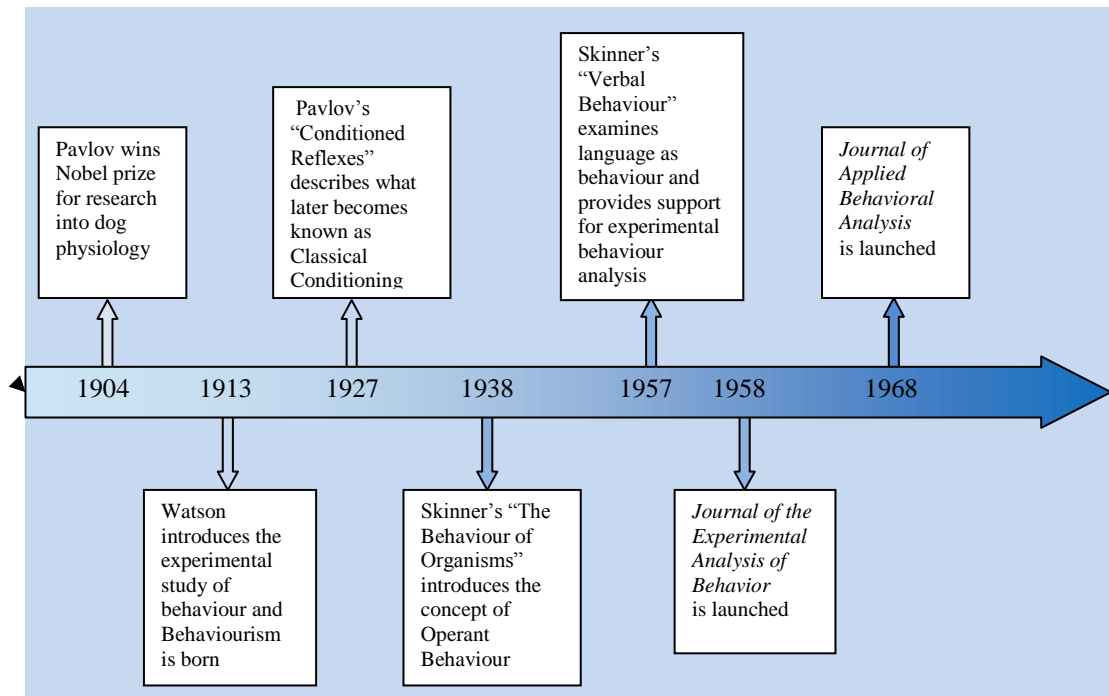 Pavlov wins
Nobel prize
for research
into dog
physiology
Pavlov’s
“Conditioned
Reflexes”
describes what
later becomes
known as
Classical
Conditioning
Skinner’s
“Verbal
Behaviour”
examines
language as
behaviour and
provides support
for experimental
behaviour
analysis
Journal of
Applied
Behavioral
Analysis
is launched
1904 1913 1927 1938 1957 1958 1968
Watson
introduces the
experimental
study of
behaviour and
Behaviourism
is born
Skinner’s “The
Behaviour of
Organisms”
introduces the
concept of
Operant
Behaviour
Journal of the
Experimental
Analysis of
Behavior
is launched